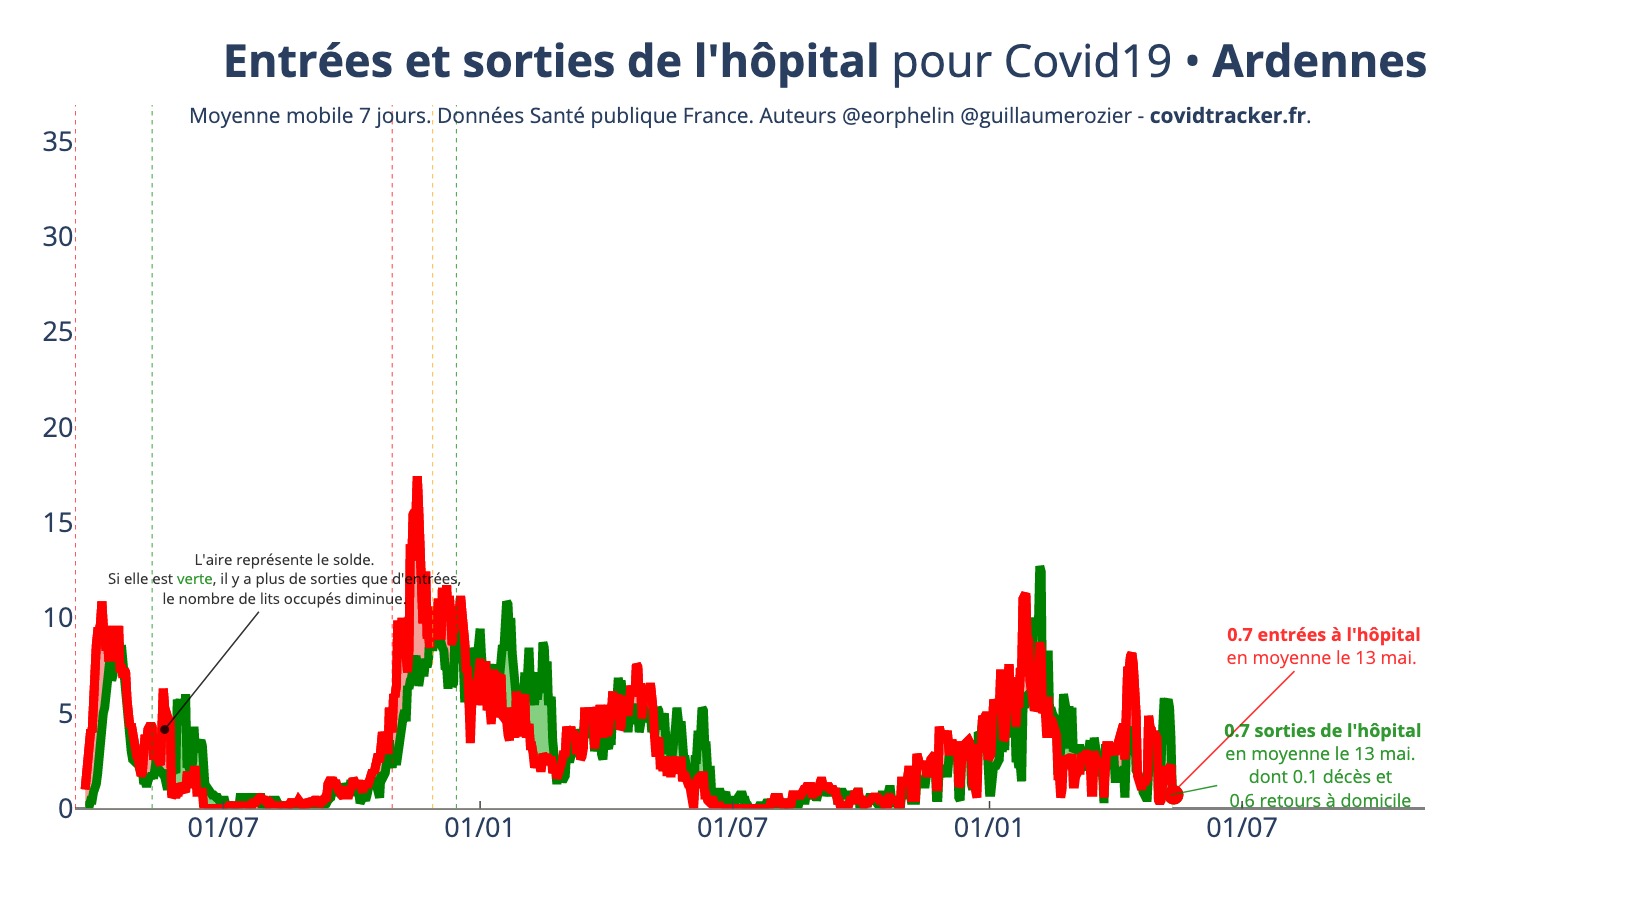 Entrées et sorties de l'hôpital pour Covid19 • Ardennes
Moyenne mobile 7 jours. Données Santé publique France. Auteurs @eorphelin @guillaumerozier - covidtracker.fr.
35
30
25
20
15
10
5
0
L'aire représente le solde.
Si elle est verte, il y a plus de sorties que d'entrées,
le nombre de lits occupés diminue.
0.7 entrées à l'hôpital
en moyenne le 13 mai.
0.7 sorties de l'hôpital
en moyenne le 13 mai.
dont 0.1 décès et
0.6 retours à domicile
01/07
01/01
01/07
01/01
01/07